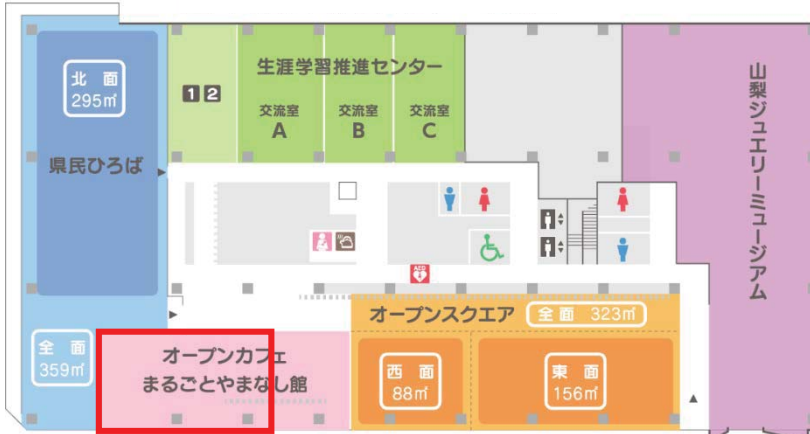 北 面
295㎡
県民ひろば
全 面
359㎡
1 2
生涯学習推進センター
交流室
A
交流室
B
交流室
C
山梨ジュエリーミュージアム
AED
オープンカフェ
まるごとやまなし館
オープンスクエア
全 面 323㎡
西 面
88㎡
東 面
156㎡